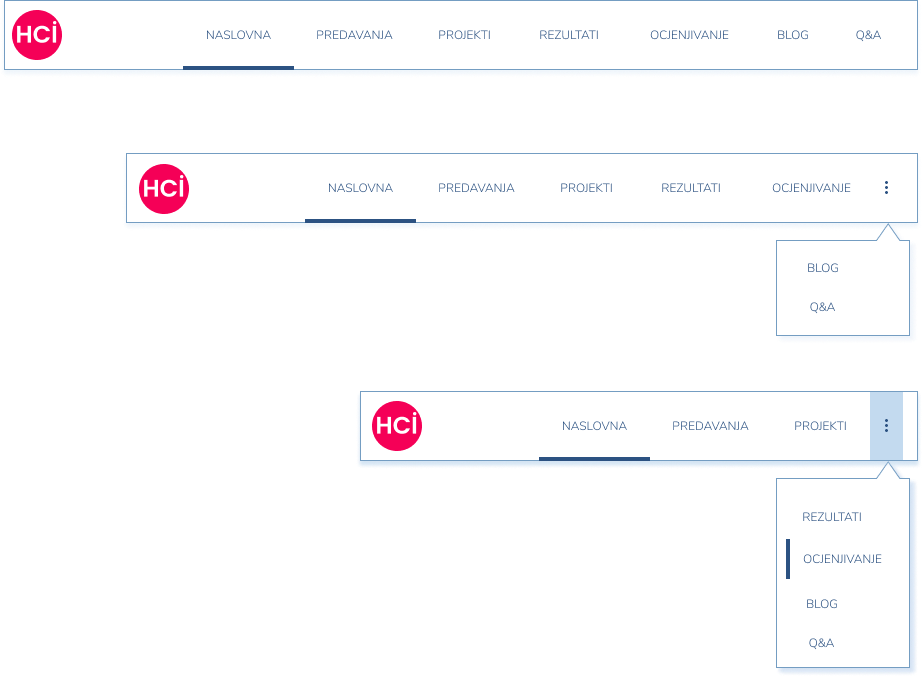 HCI NASLOVNA PREDAVANJA PROJEKTI REZULTATI OCJENJIVANJE BLOG Q&A
HCI NASLOVNA PREDAVANJA PROJEKTI REZULTATI OCJENJIVANJE
BLOG
Q&A
HCI NASLOVNA PREDAVANJA PROJEKTI
REZULTATI
OCJENJIVANJE
BLOG
Q&A